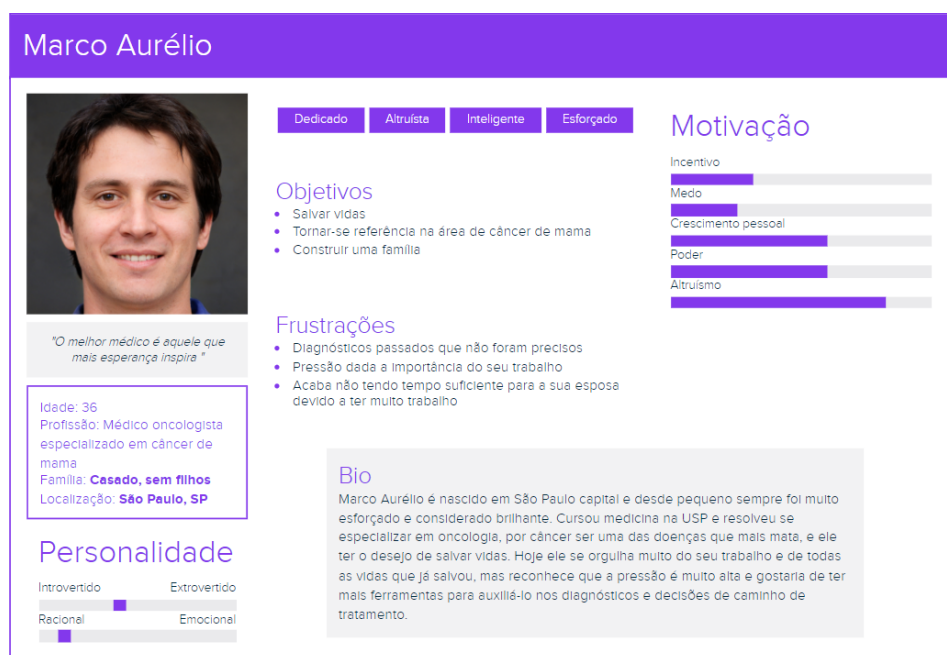 Marco Aurélio
Dedicado
Altruísta
Inteligente
Esforçado
Objetivos
Salvar vidas
Tornar-se referência na área de câncer de mama
Construir uma família
Frustrações
Diagnósticos passados que não foram precisos
Pressão dada a importância do seu trabalho
Acaba não tendo tempo suficiente para a sua esposa
devido a ter muito trabalho
Motivação
Incentivo
Medo
Crescimento pessoal
Poder
Altruísmo
"O melhor médico é aquele que
mais esperança inspira "
Idade: 36
Profissão: Médico oncologista
especializado em câncer de
mama
Família: Casado, sem filhos
Localização: São Paulo, SP
Personalidade
Introvertido Extrovertido
Racional Emocional
Bio
Marco Aurélio é nascido em São Paulo capital e desde pequeno sempre foi muito
esforçado e considerado brilhante. Cursou medicina na USP e resolveu se
especializar em oncologia, por câncer ser uma das doenças que mais mata, e ele
ter o desejo de salvar vidas. Hoje ele se orgulha muito do seu trabalho e de todas
as vidas que já salvou, mas reconhece que a pressão é muito alta e gostaria de ter
mais ferramentas para auxiliá-lo nos diagnósticos e decisões de caminho de
tratamento.